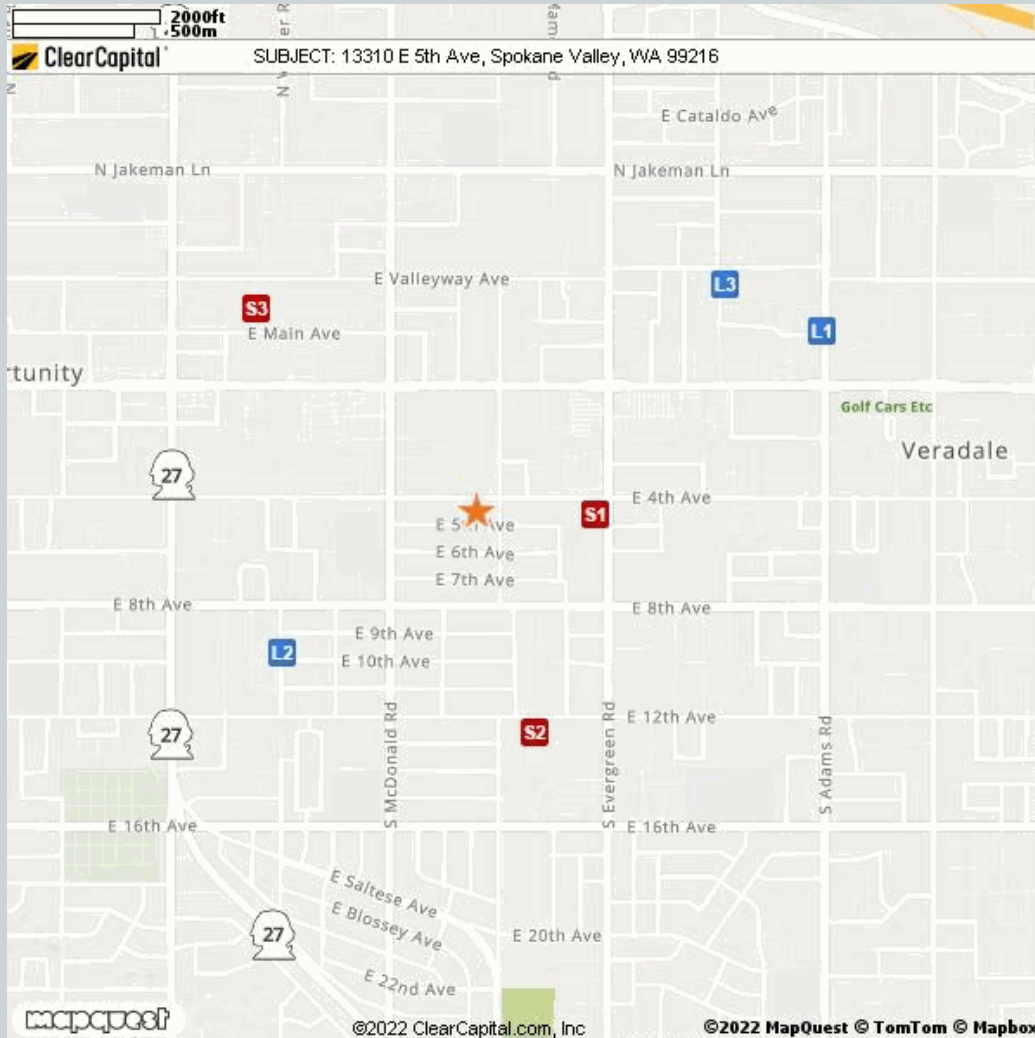 2000ft
500m
ClearCapital
SUBJECT: 13310 E 5th Ave, Spokane Valley, WA 99216
E Cataldo Ave
N Jakeman Ln
N Jakeman Ln
E Valleyway Ave
L3
S3
L1
E Main Ave
rtunity
Golf Cars Etc
Veradale
27
E 4th Ave
S1
E 5th Ave
E 6th Ave
E 7th Ave
E 8th Ave
E 8th Ave
E 9th Ave
L2
E 10th Ave
E 12th Ave
27
S2
S McDonald Rd
S Evergreen Rd
S Adams Rd
E 16th Ave
E 16th Ave
E Saltese Ave
E Blossey Ave
27
E 20th Ave
E 22nd Ave
mapquest
©2022 ClearCapital.com, Inc
©2022 MapQuest © TomTom © Mapbox